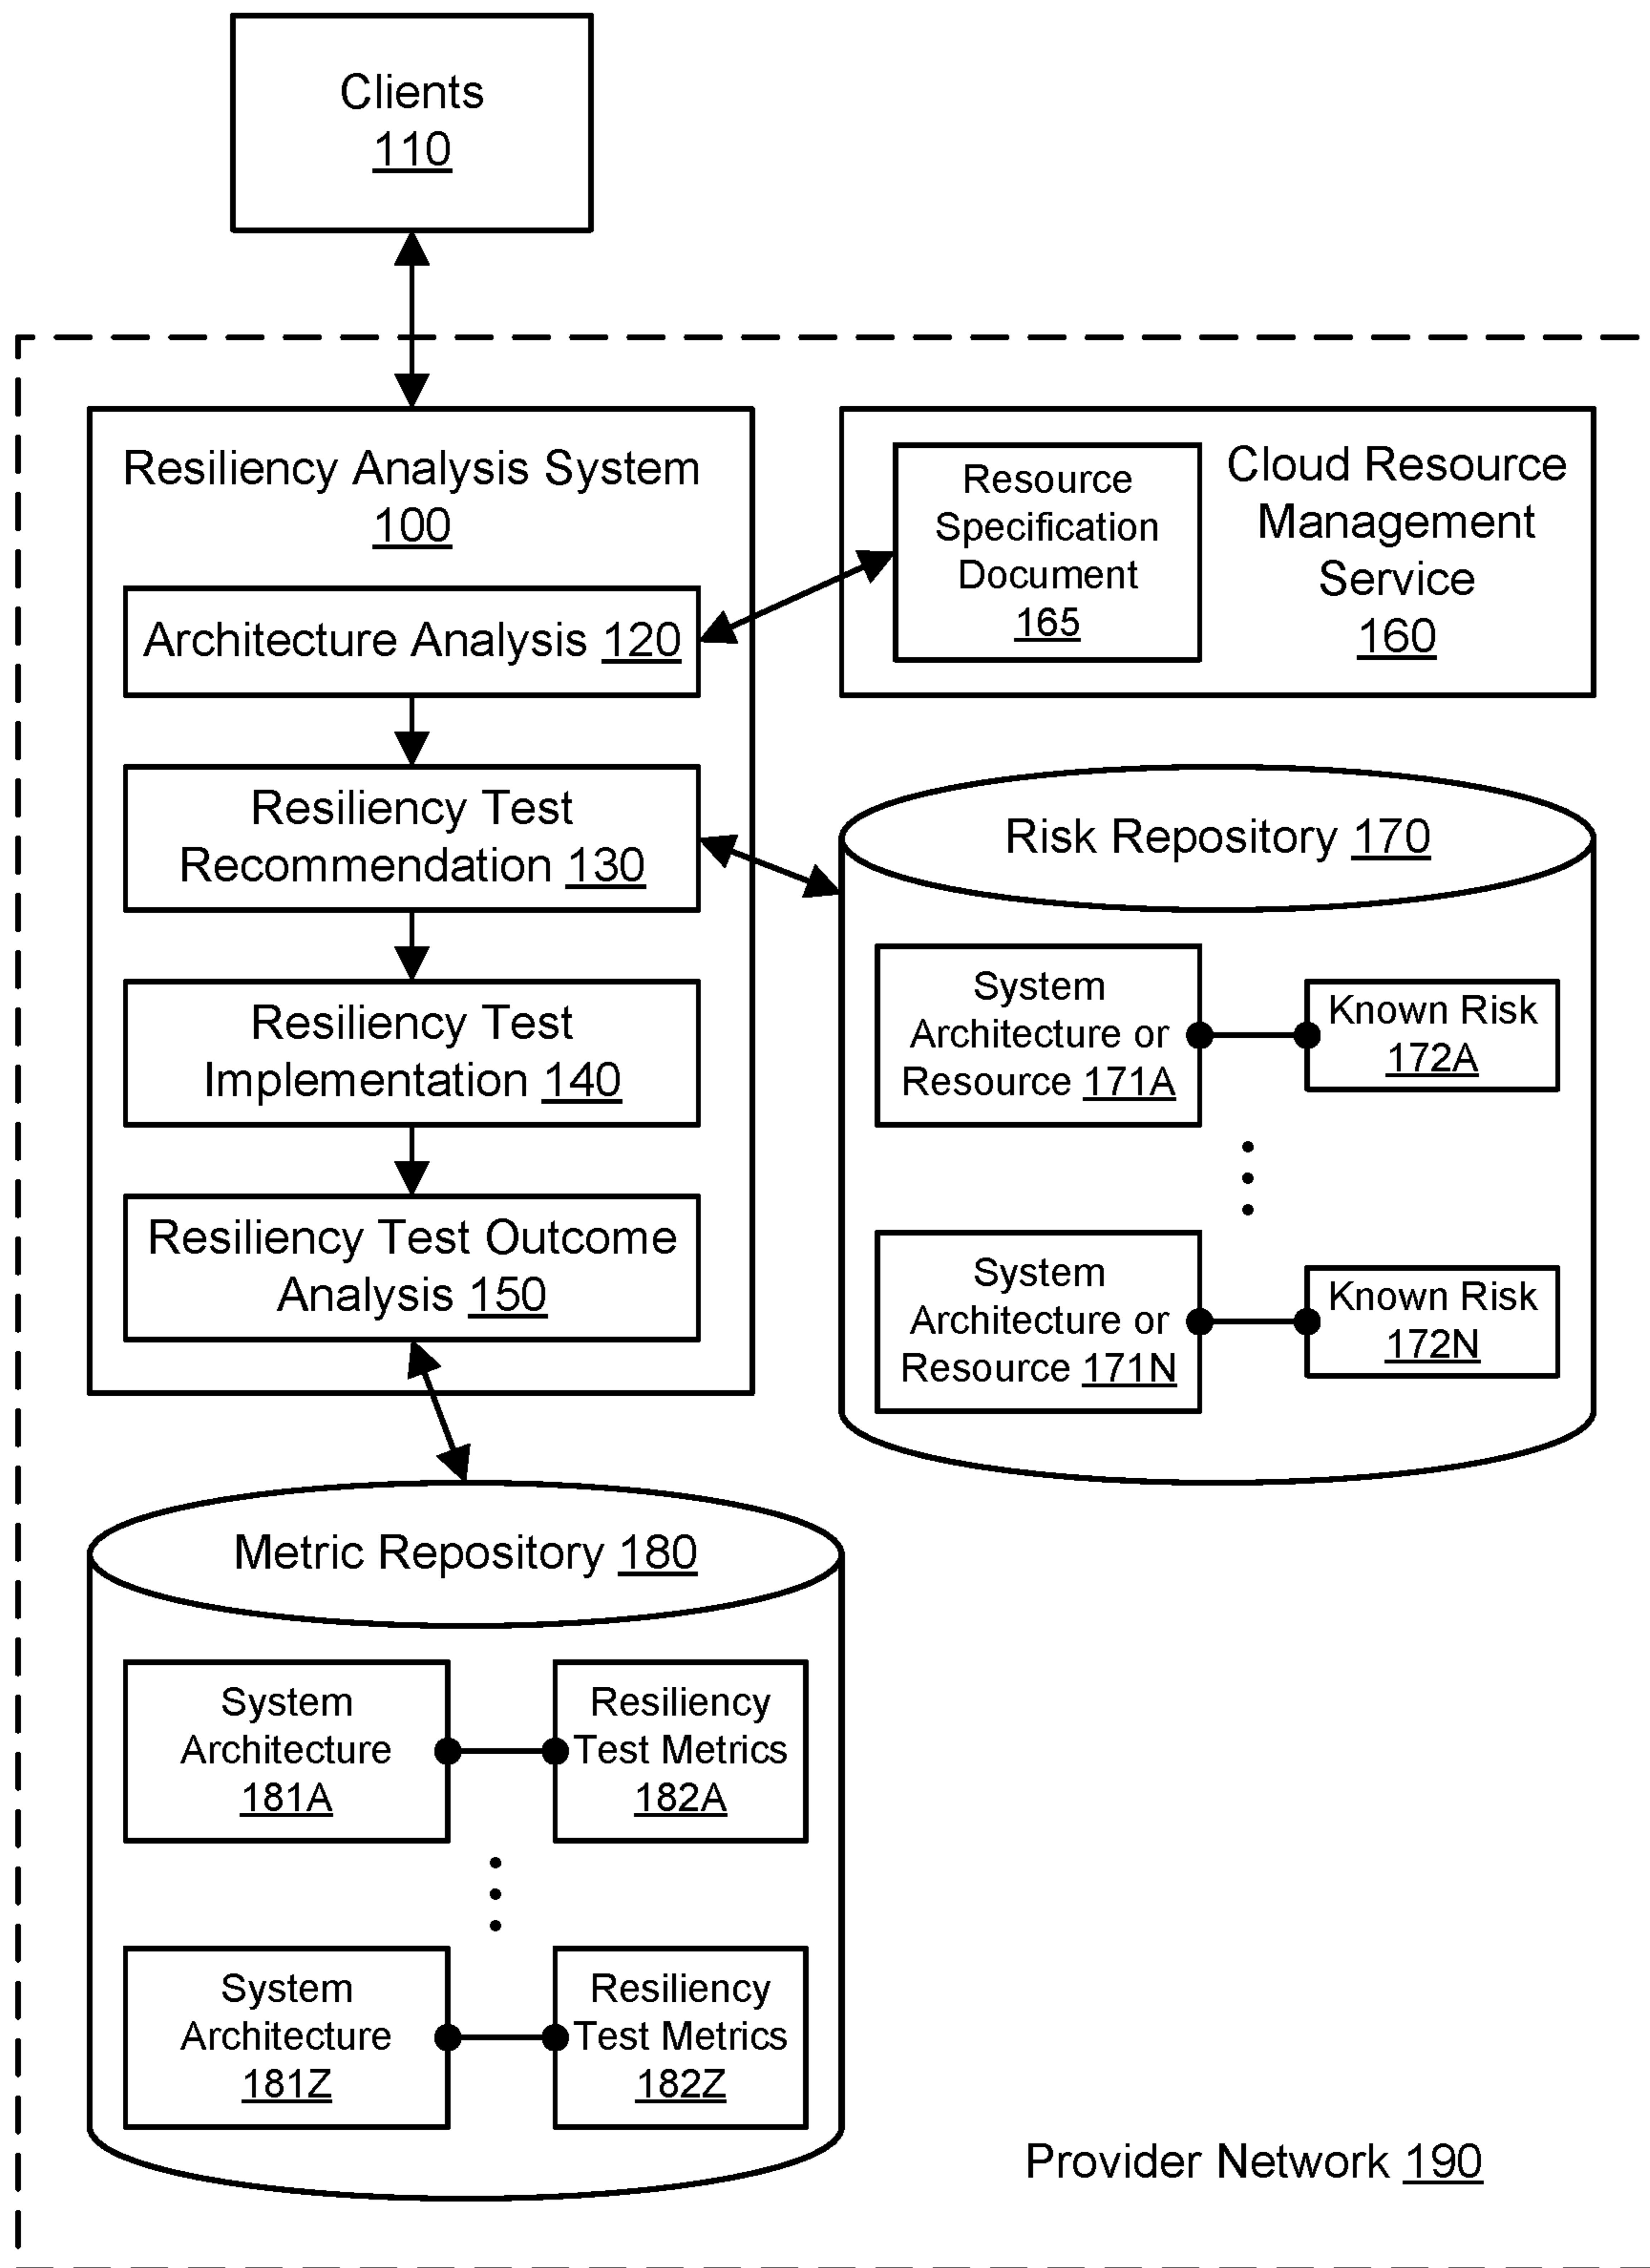 Clients
110
Resiliency Analysis System
100
Architecture Analysis 120
Resiliency Test
Recommendation 130
Resiliency Test
Implementation 140
Resiliency Test Outcome
Analysis 150
Resource
Specification
Document
165
Cloud Resource
Management
Service
160
Risk Repository 170
System
Architecture or
Resource 171A
Known Risk
172A
System
Architecture or
Resource 171N
Known Risk
172N
Metric Repository 180
System
Architecture
181A
Resiliency
Test Metrics
182A
System
Architecture
181Z
Resiliency
Test Metrics
182Z
Provider Network 190